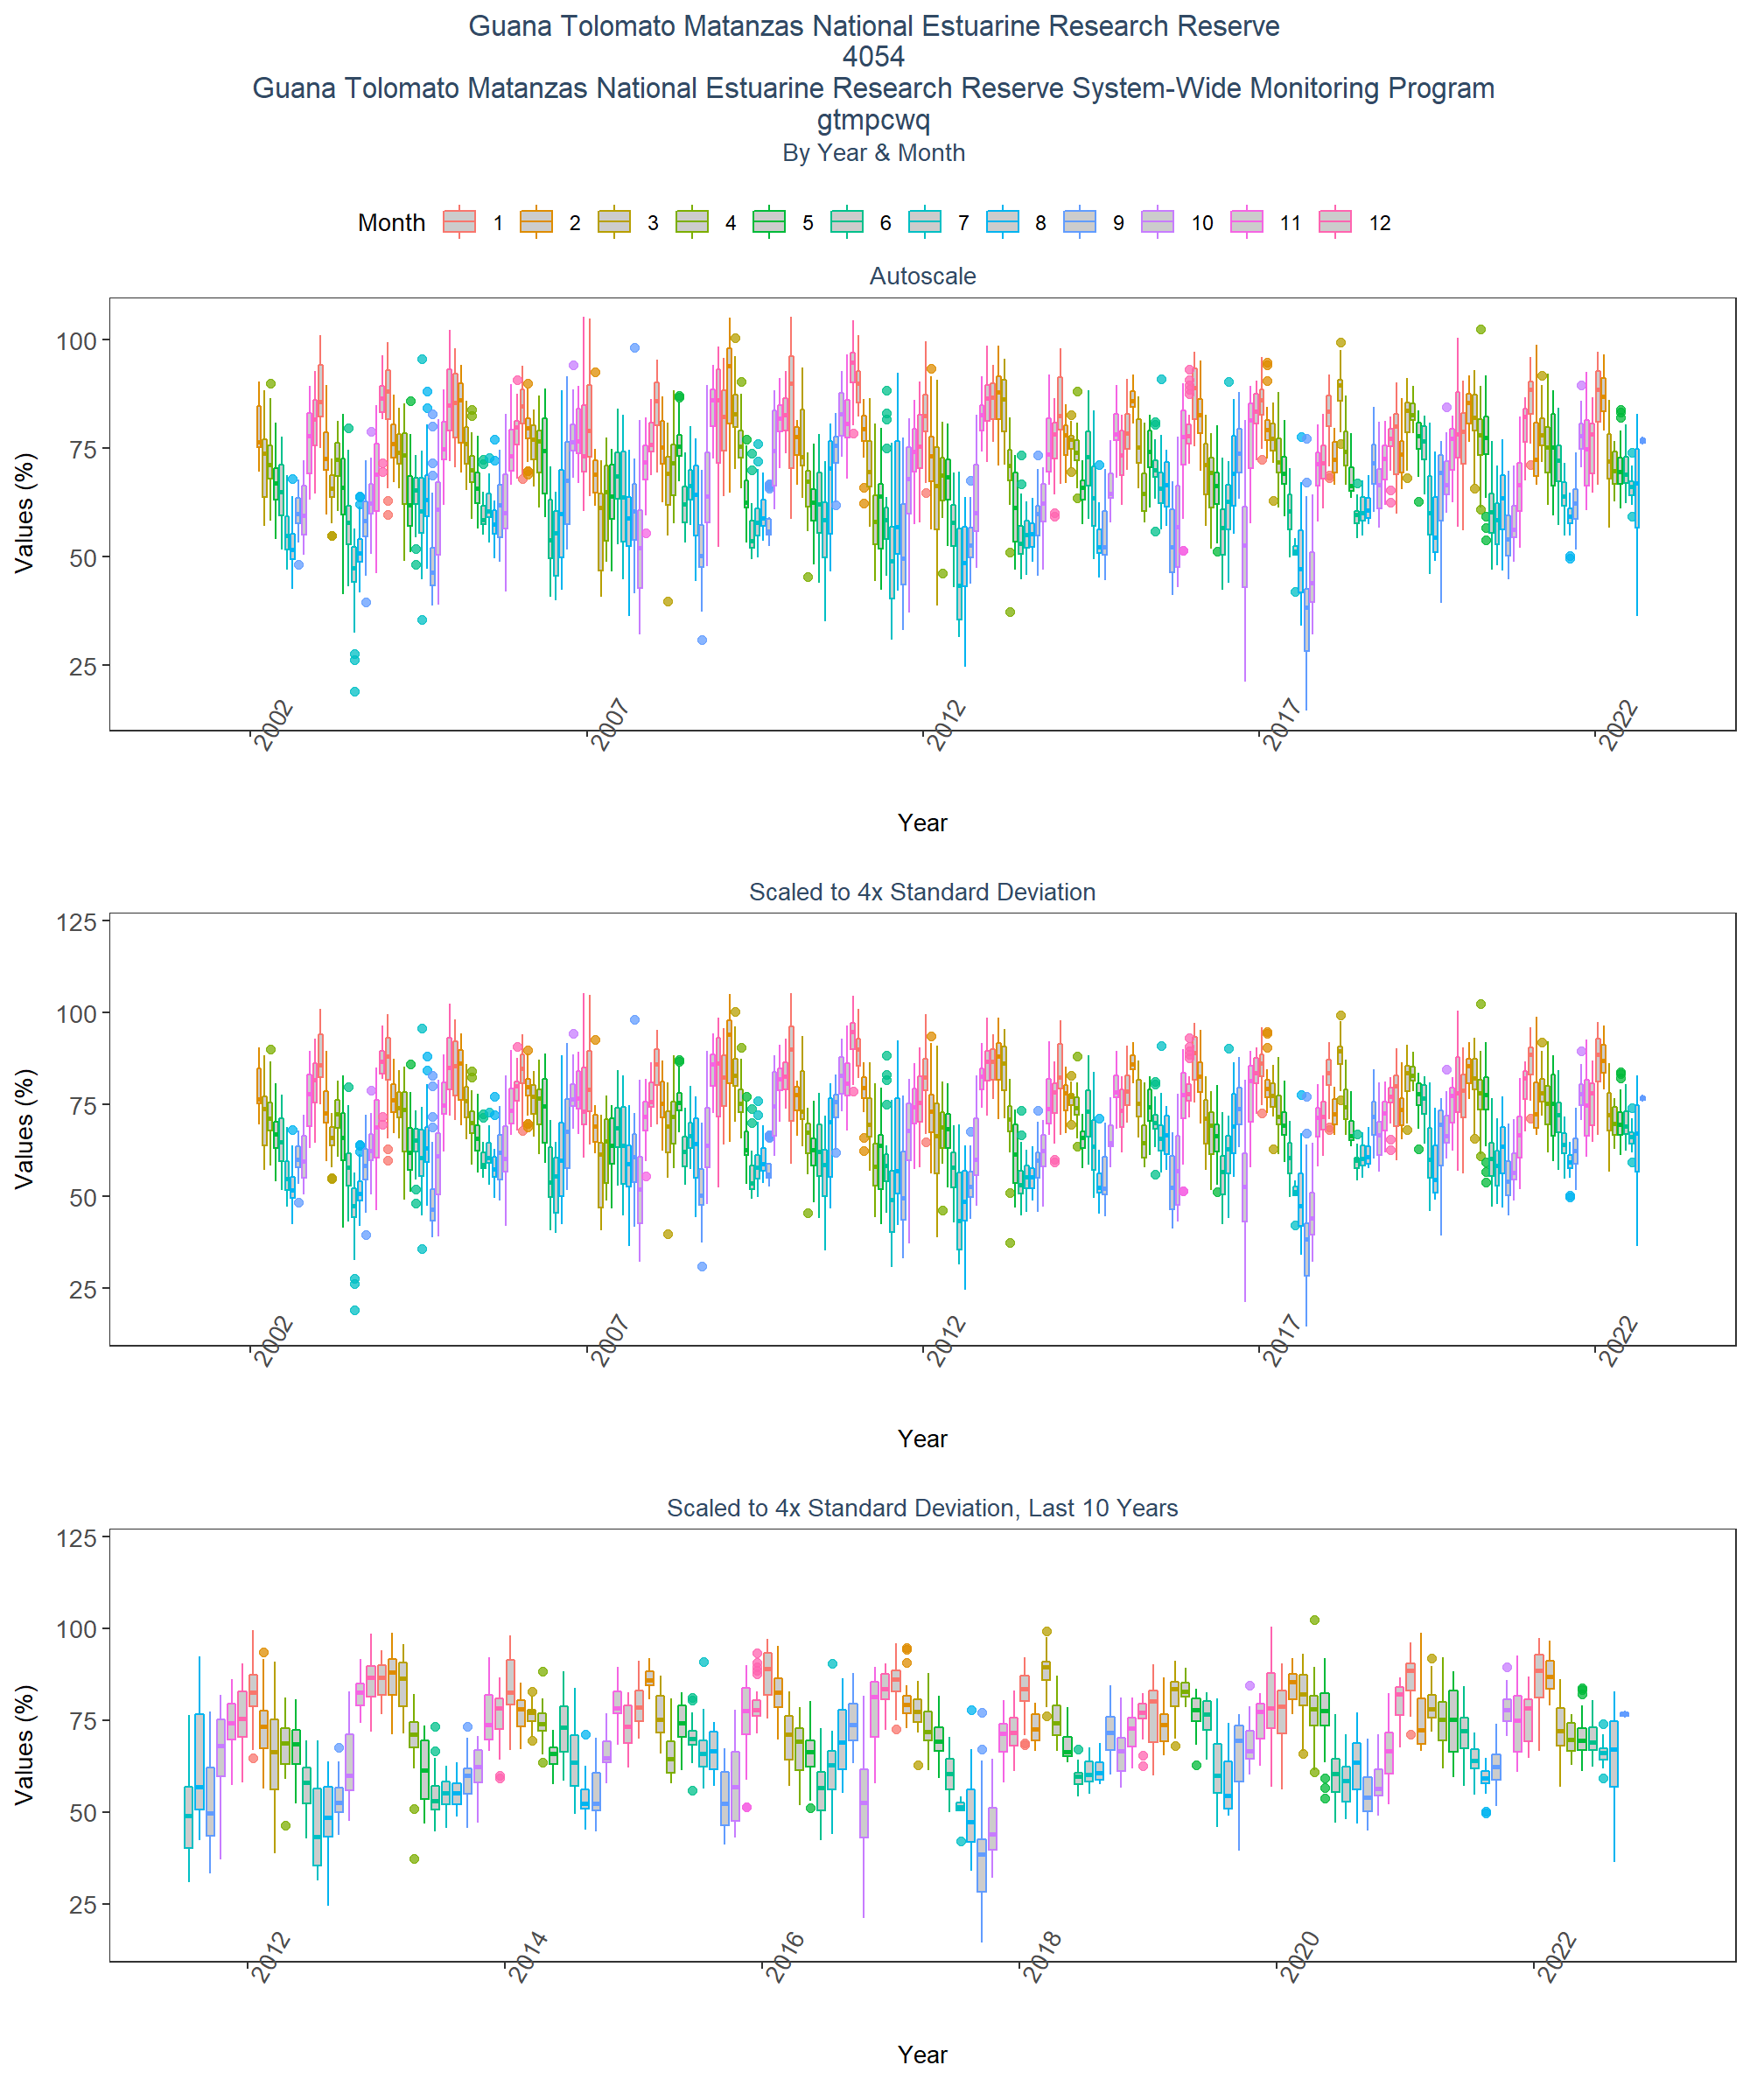 Guana Tolomato Matanzas National Estuarine Research Reserve
4054
Guana Tolomato Matanzas National Estuarine Research Reserve System-Wide Monitoring Program
gtmpcwq
By Year & Month
Month 1 2 3 4 5 6 7 8 9 10 11 12
Autoscale
Values (%)
100
75
50
25
2002 2007 2012 2017 2022
Year
Scaled to 4x Standard Deviation
Values (%)
125
100
75
50
25
2002 2007 2012 2017 2022
Year
Scaled to 4x Standard Deviation, Last 10 Years
Values (%)
125
100
75
50
25
2012 2014 2016 2018 2020 2022
Year